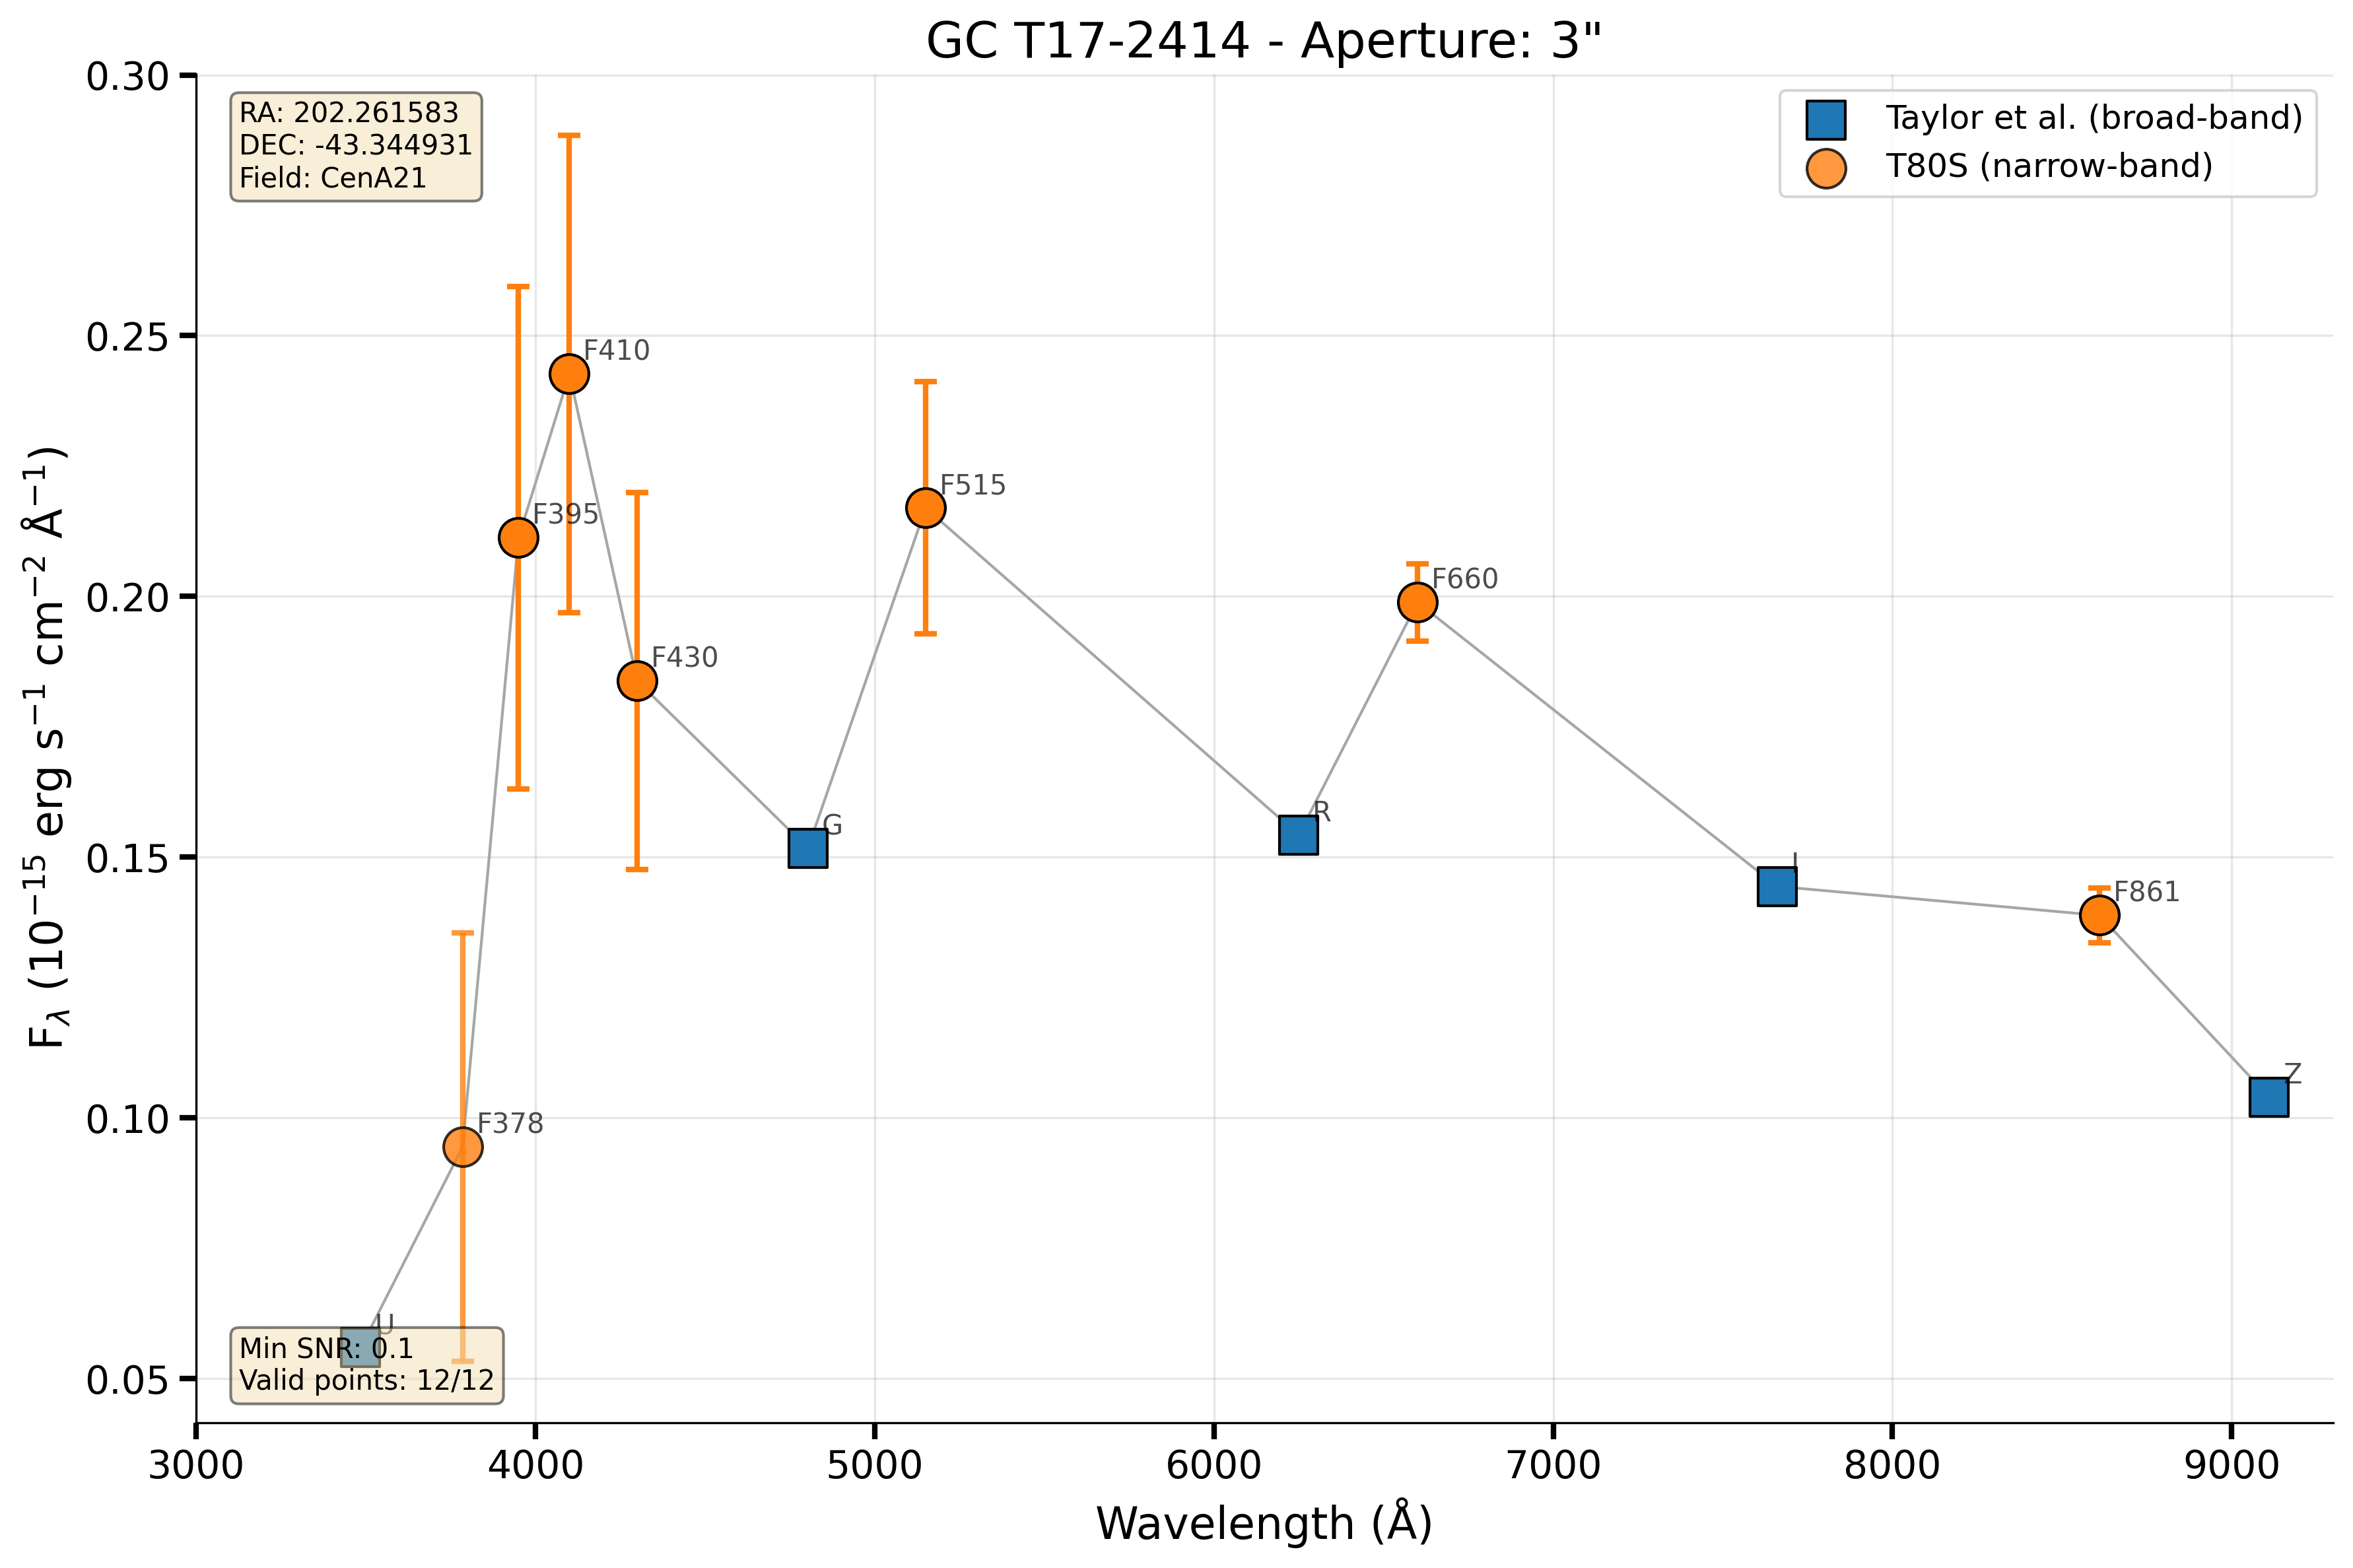 GC T17-2414 - Aperture: 3"
RA: 202.261583
DEC: -43.344931
Field: CenA21
Taylor et al. (broad-band)
T80S (narrow-band)
0.30
0.25
0.20
0.15
0.10
0.05
F_λ (10⁻¹⁵ erg s⁻¹ cm⁻² Å⁻¹)
F410
F395
F430
F515
F660
F378
F861
U
G
R
I
Z
Min SNR: 0.1
Valid points: 12/12
3000
4000
5000
6000
7000
8000
9000
Wavelength (Å)